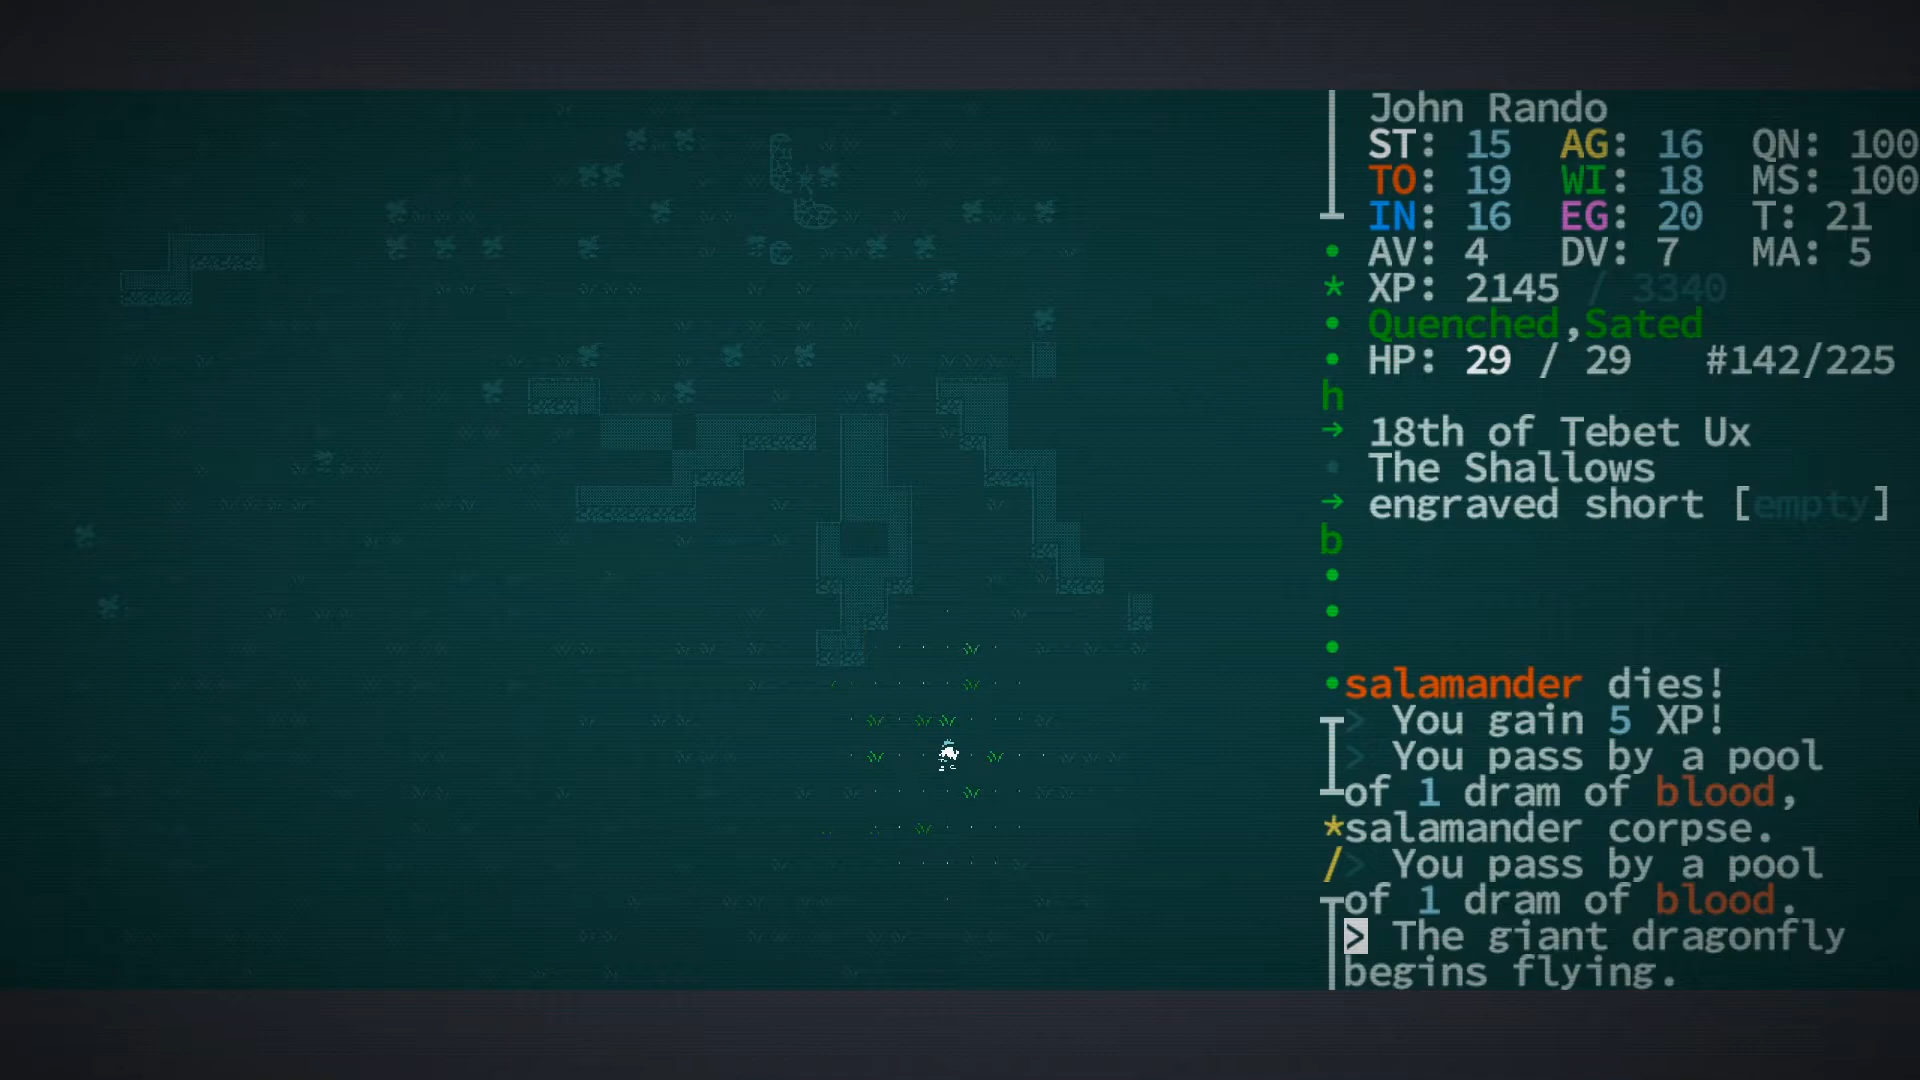 John Rando
ST: 15 AG: 16 QN: 100
TO: 19 WI: 18 MS: 100
IN: 16 EG: 20 T: 21
AV: 4 DV: 7 MA: 5
XP: 2145 / 3340
Quenched,Sated
HP: 29 / 29 #142/225
h
18th of Tebet Ux
The Shallows
engraved short [empty]
b
salamander dies!
> You gain 5 XP!
> You pass by a pool
of 1 dram of blood,
salamander corpse.
> You pass by a pool
of 1 dram of blood.
> The giant dragonfly
begins flying.